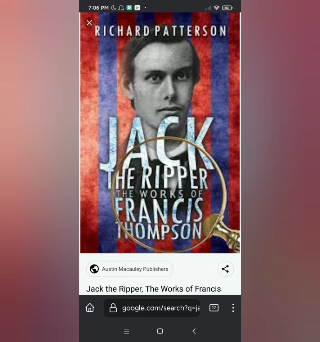 7:06 PM
RICHARD PATTERSON
JACK
THE RIPPER
THE WORKS OF
FRANCIS
THOMPSON
Austin Macauley Publishers
Jack the Ripper, The Works of Francis
google.com/search?q=ja